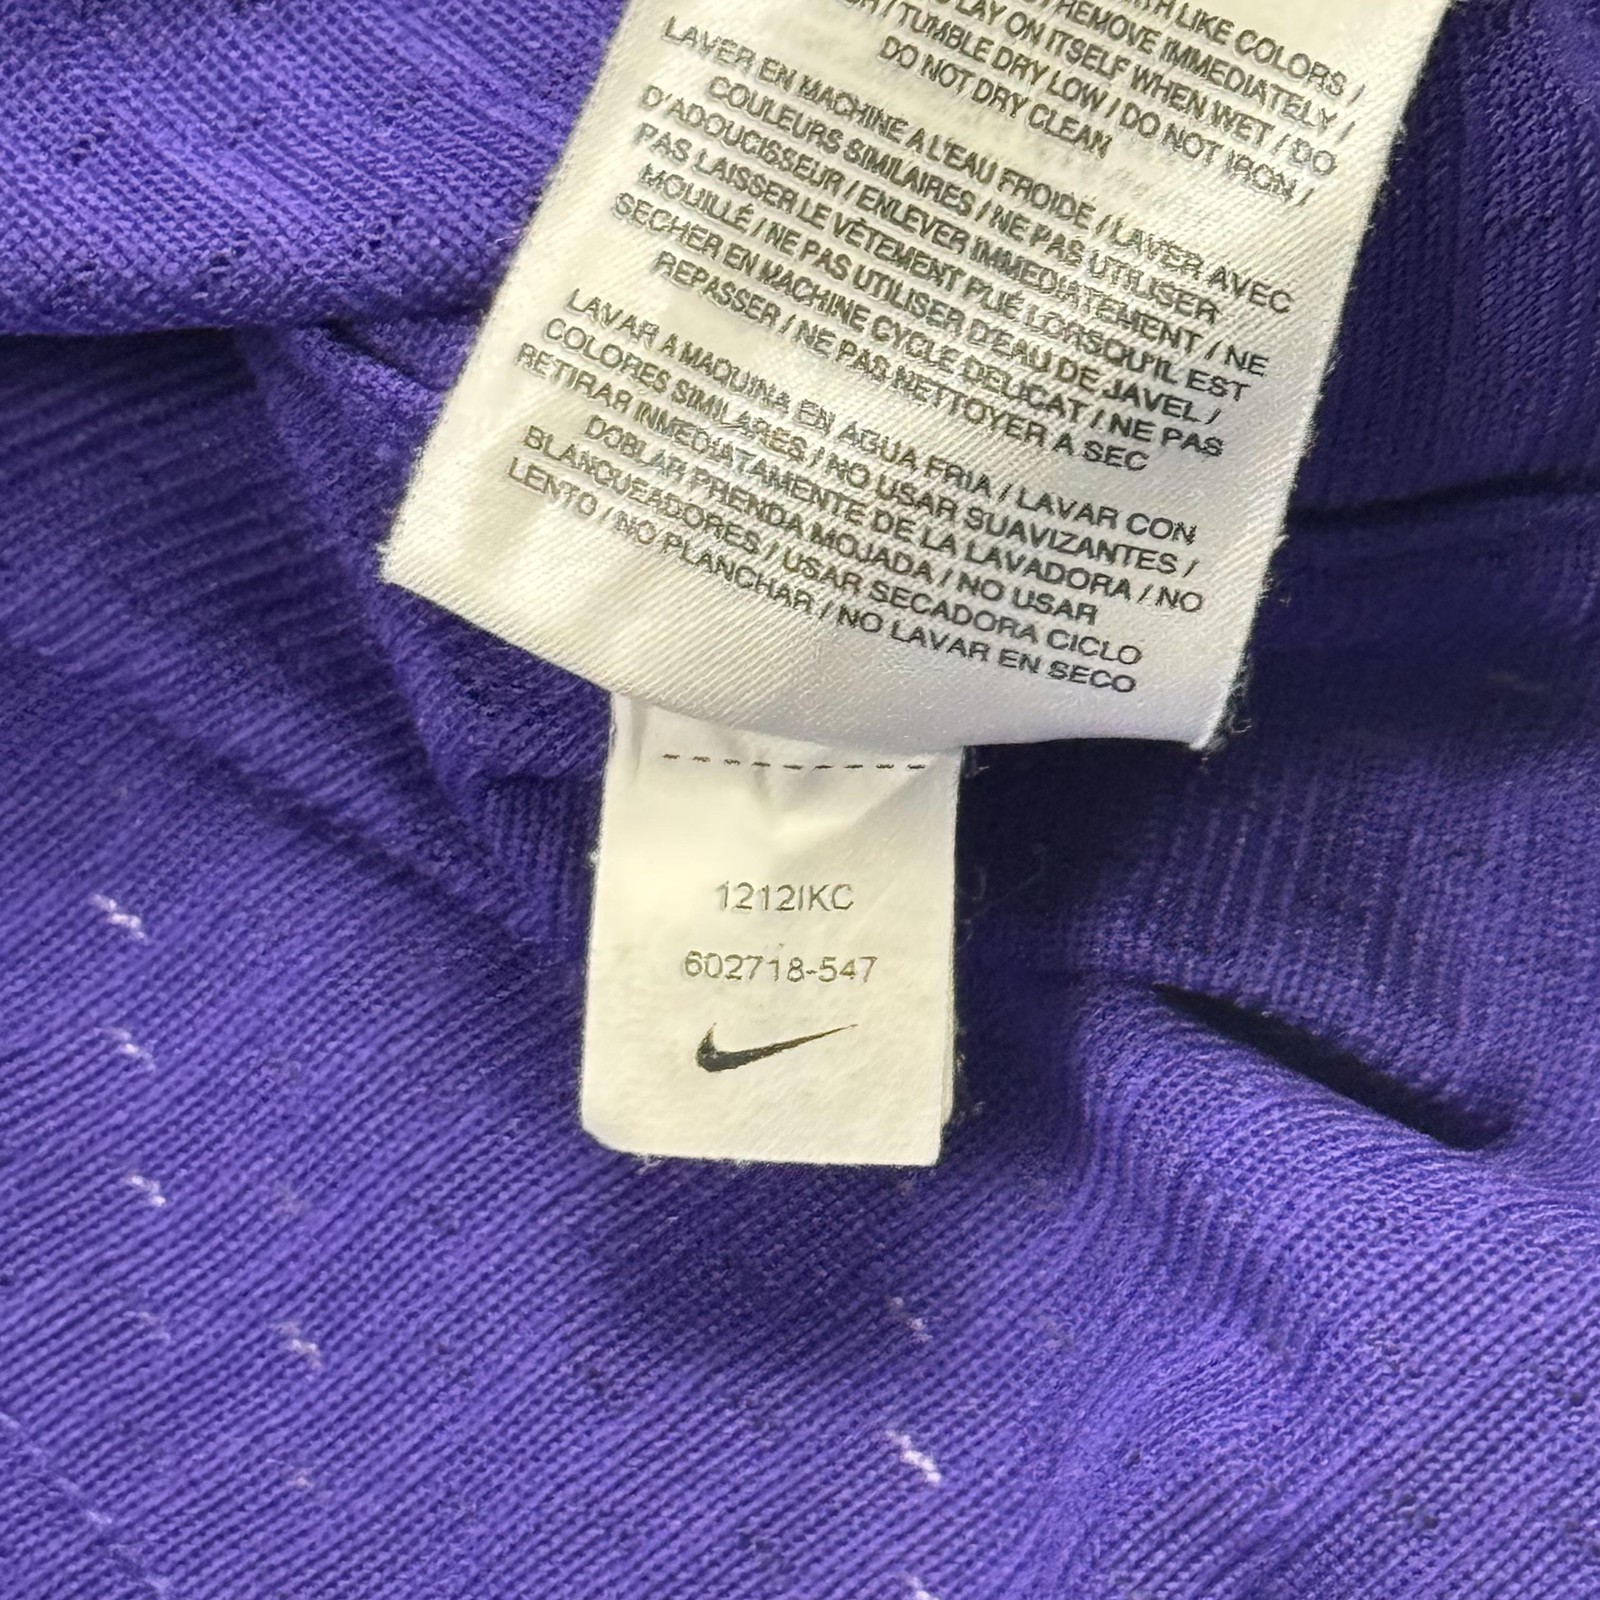 LIKE COLORS /
REMOVE IMMEDIATELY /
LAY ON ITSELF WHEN WET / DO
/ TUMBLE DRY LOW / DO NOT IRON /
DO NOT DRY CLEAN
LAVER EN MACHINE A L'EAU FROIDE / LAVER AVEC
COULEURS SIMILAIRES / NE PAS UTILISER
D'ADOUCISSEUR / ENLEVER IMMEDIATEMENT / NE
PAS LAISSER LE VÊTEMENT PLIÉ LORSQU'IL EST
MOUILLÉ / NE PAS UTILISER D'EAU DE JAVEL /
SECHER EN MACHINE CYCLE DELICAT / NE PAS
REPASSER / NE PAS NETTOYER A SEC
LAVAR A MAQUINA EN AGUA FRIA / LAVAR CON
COLORES SIMILARES / NO USAR SUAVIZANTES /
RETIRAR INMEDIATAMENTE DE LA LAVADORA / NO
DOBLAR PRENDA MOJADA / NO USAR
BLANQUEADORES / USAR SECADORA CICLO
LENTO / NO PLANCHAR / NO LAVAR EN SECO
1212IKC
602718-547